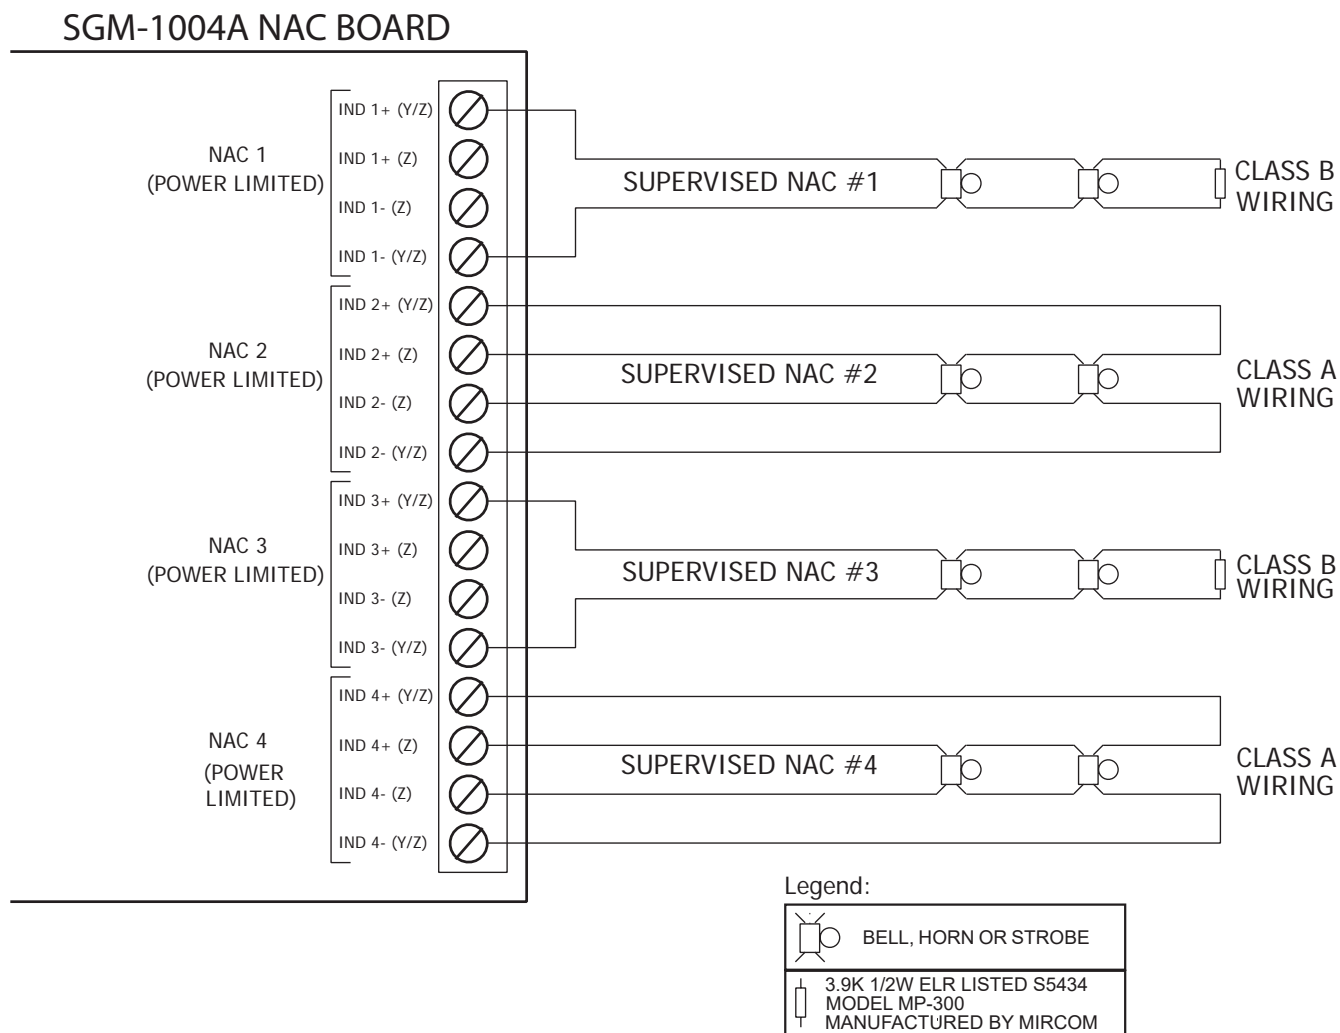 SGM-1004A NAC BOARD
NAC 1
(POWER LIMITED)
IND 1+ (Y/Z)
IND 1+ (Z)
IND 1- (Z)
IND 1- (Y/Z)
SUPERVISED NAC #1
CLASS B
WIRING
NAC 2
(POWER LIMITED)
IND 2+ (Y/Z)
IND 2+ (Z)
IND 2- (Z)
IND 2- (Y/Z)
SUPERVISED NAC #2
CLASS A
WIRING
NAC 3
(POWER LIMITED)
IND 3+ (Y/Z)
IND 3+ (Z)
IND 3- (Z)
IND 3- (Y/Z)
SUPERVISED NAC #3
CLASS B
WIRING
NAC 4
(POWER
LIMITED)
IND 4+ (Y/Z)
IND 4+ (Z)
IND 4- (Z)
IND 4- (Y/Z)
SUPERVISED NAC #4
CLASS A
WIRING
Legend:
BELL, HORN OR STROBE
3.9K 1/2W ELR LISTED S5434
MODEL MP-300
MANUFACTURED BY MIRCOM